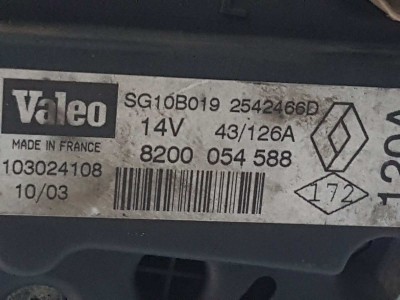 Valeo
SG10B019 2542466D
14V 43/126A
MADE IN FRANCE
8200 054 588
103024108
10/03
172
120A